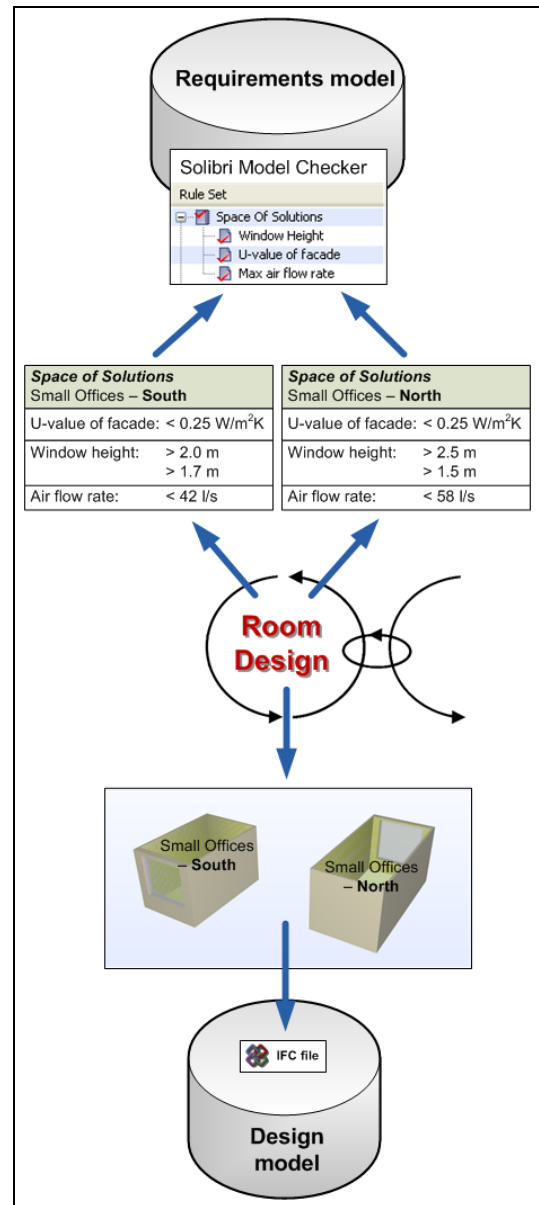 Requirements model
Solibri Model Checker
Rule Set
Space Of Solutions
Window Height
U-value of facade
Max air flow rate
Space of Solutions
Small Offices – South
U-value of facade: < 0.25 W/m²K
Window height: > 2.0 m
> 1.7 m
Air flow rate: < 42 l/s
Space of Solutions
Small Offices – North
U-value of facade: < 0.25 W/m²K
Window height: > 2.5 m
> 1.5 m
Air flow rate: < 58 l/s
Room
Design
Small Offices
– South
Small Offices
– North
IFC file
Design
model